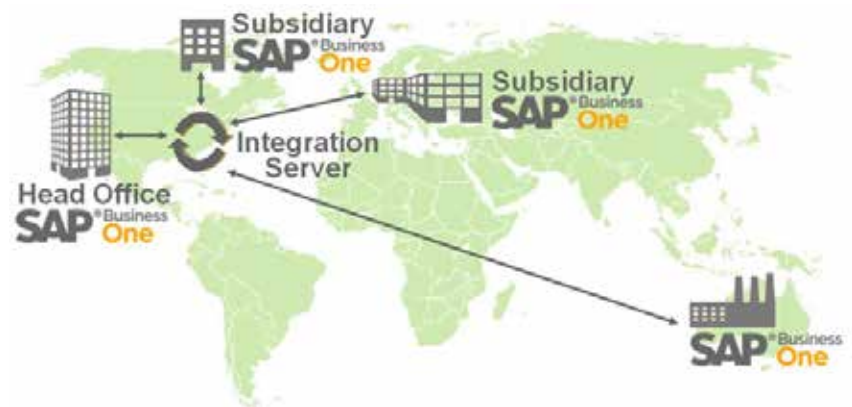 Subsidiary
SAP® Business
One
Subsidiary
SAP® Business
One
Integration
Server
Head Office
SAP® Business
One
SAP® Business
One